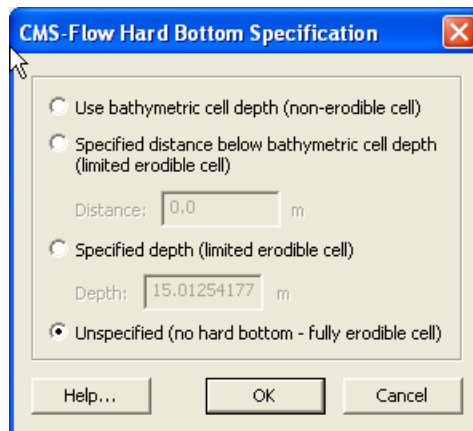 CMS-Flow Hard Bottom Specification
Use bathymetric cell depth (non-erodible cell)
Specified distance below bathymetric cell depth
(limited erodible cell)
Distance: 0.0 m
Specified depth (limited erodible cell)
Depth: 15.01254177 m
Unspecified (no hard bottom - fully erodible cell)
Help... OK Cancel